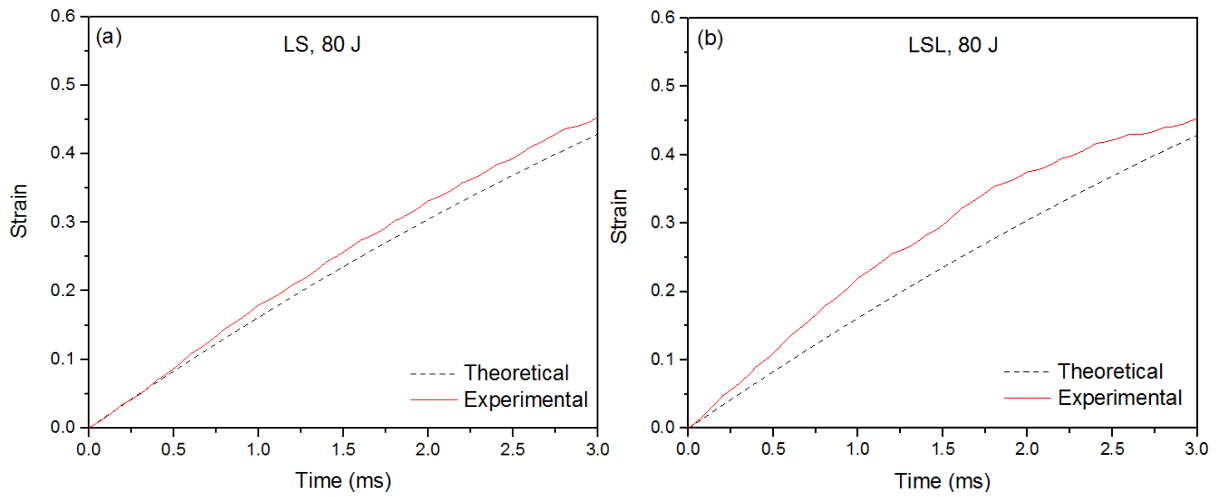 (a)
LS, 80 J
0.6
0.5
0.4
0.3
0.2
0.1
0.0
Strain
Theoretical
Experimental
0.0 0.5 1.0 1.5 2.0 2.5 3.0
Time (ms)
(b)
LSL, 80 J
0.6
0.5
0.4
0.3
0.2
0.1
0.0
Strain
Theoretical
Experimental
0.0 0.5 1.0 1.5 2.0 2.5 3.0
Time (ms)